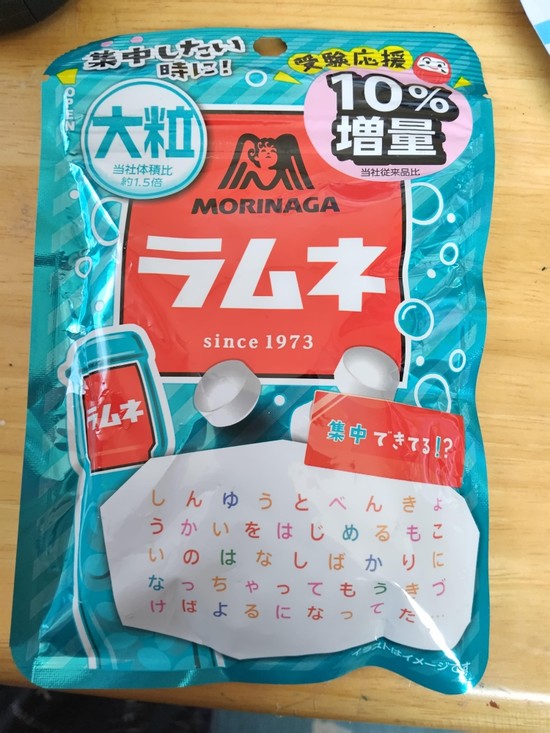 集中したい
時に!
受験応援
10%
増量
当社従来品比
OPEN
大粒
当社体積比
約1.5倍
MORINAGA
ラムネ
since 1973
ラムネ
集中できてる!?
しんゆうとべんきょ
うかいをはじめるもこ
いのはなしばかりに
なっちゃってもうきづ
けばよるになってた…
イラストはイメージです